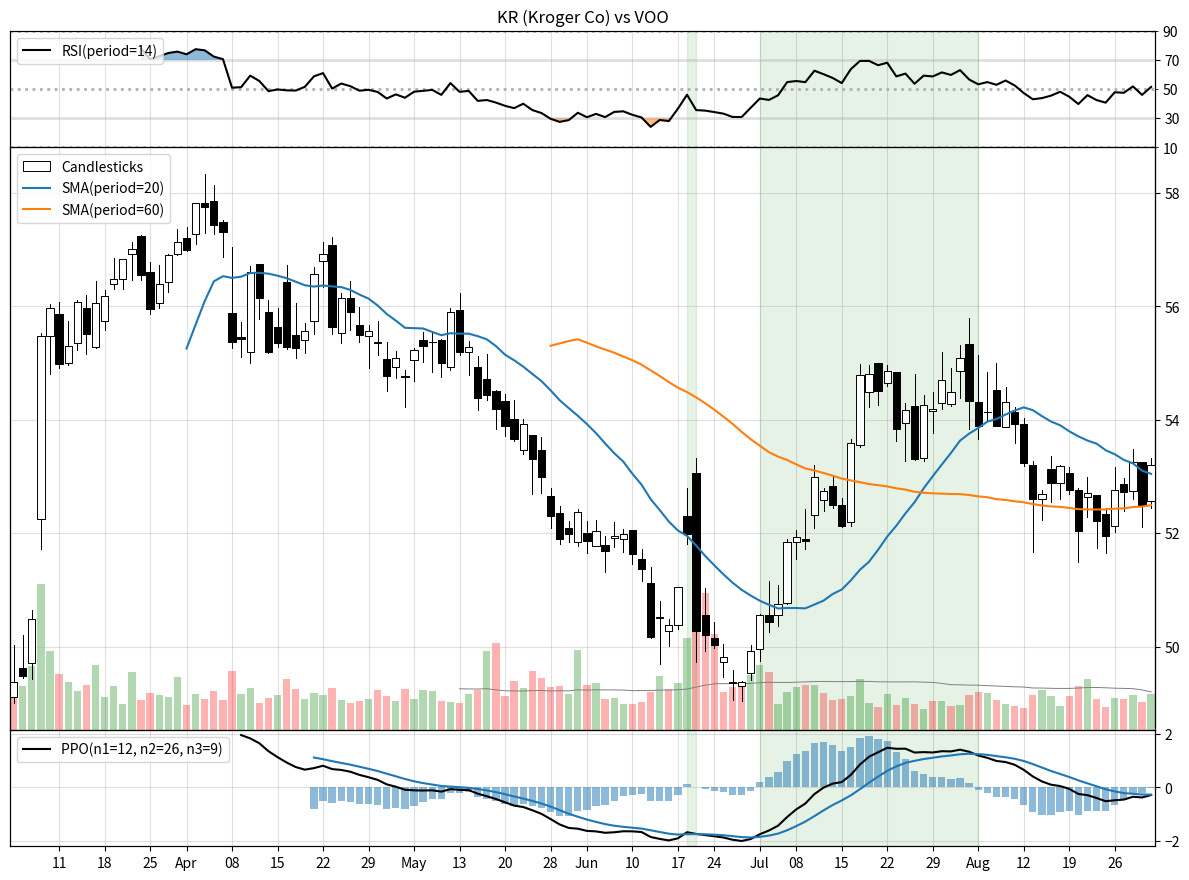 KR (Kroger Co) vs VOO
RSI(period=14)
90
70
50
30
10
Candlesticks
SMA(period=20)
SMA(period=60)
58
56
54
52
50
PPO(n1=12, n2=26, n3=9)
2
0
−2
11 18 25 Apr 08 15 22 29 May 13 20 28 Jun 10 17 24 Jul 08 15 22 29 Aug 12 19 26